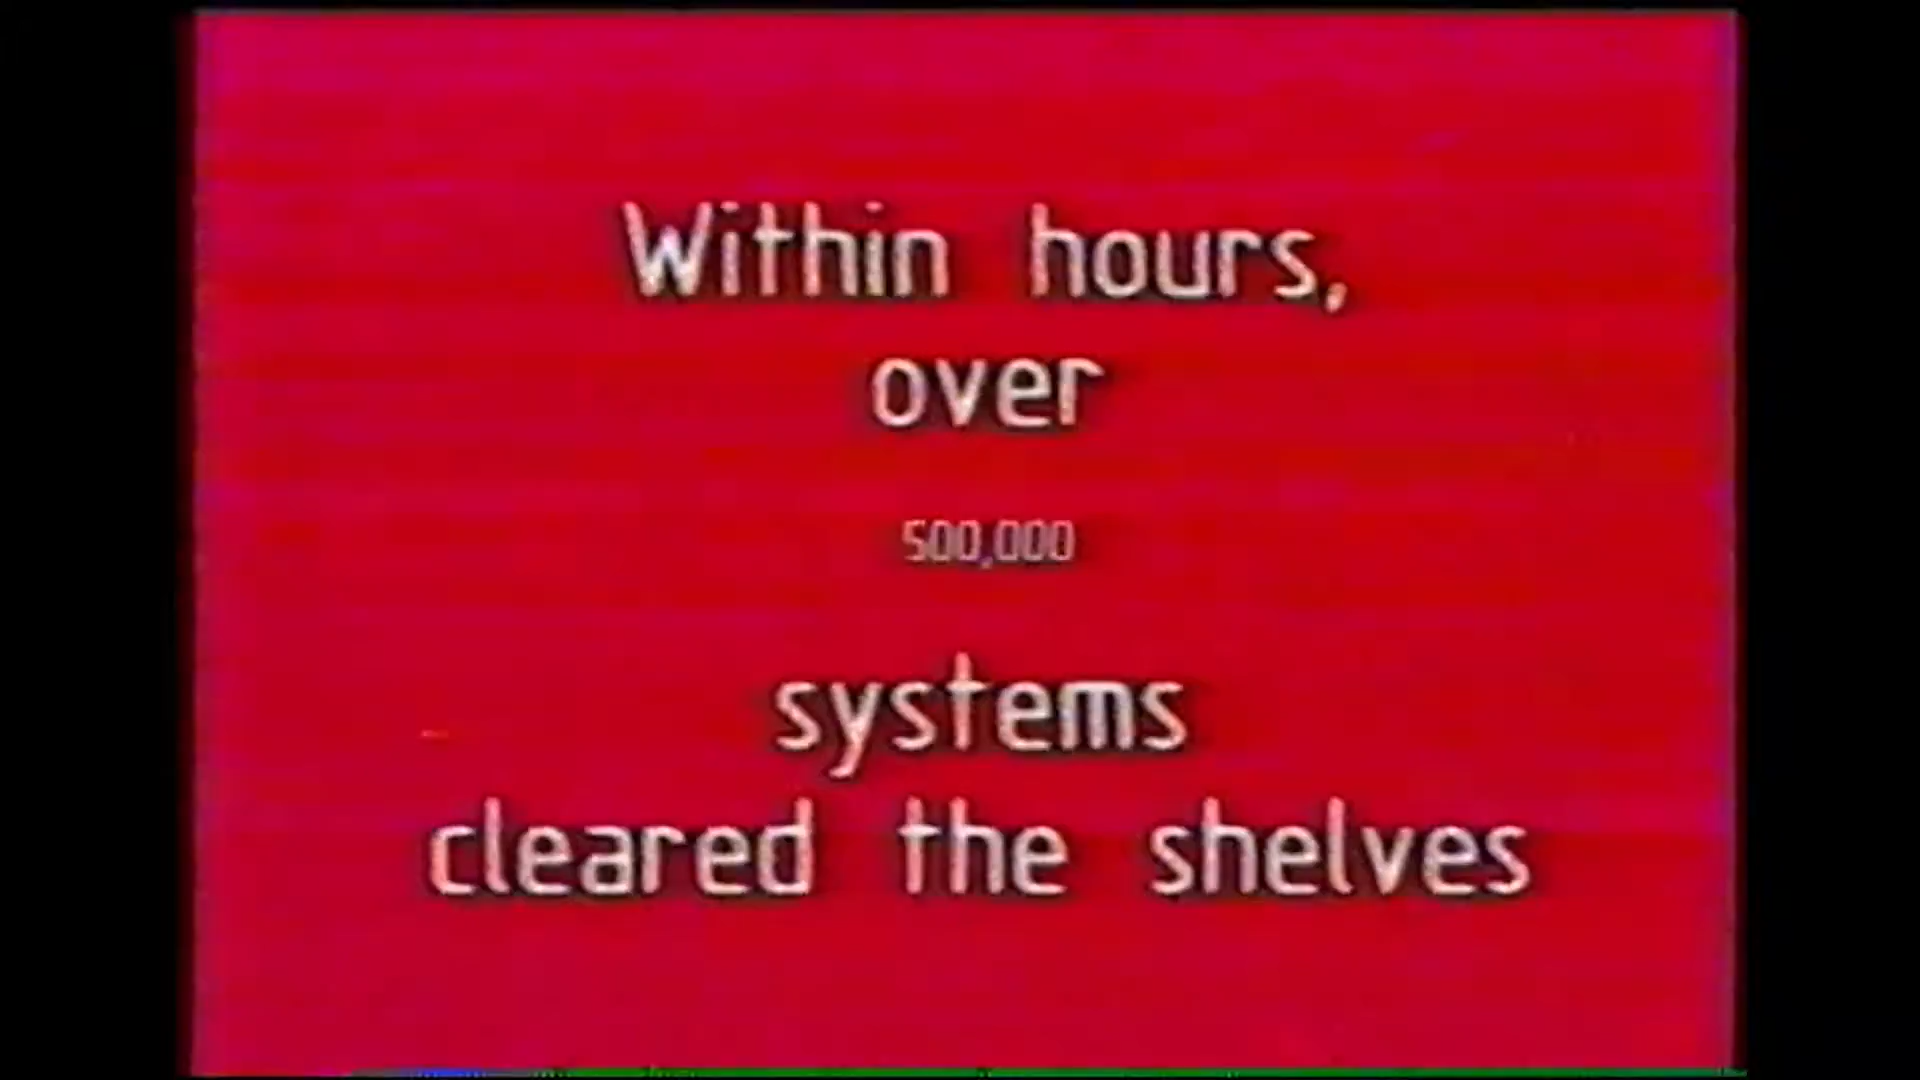 Within hours,
over
500,000
systems
cleared the shelves